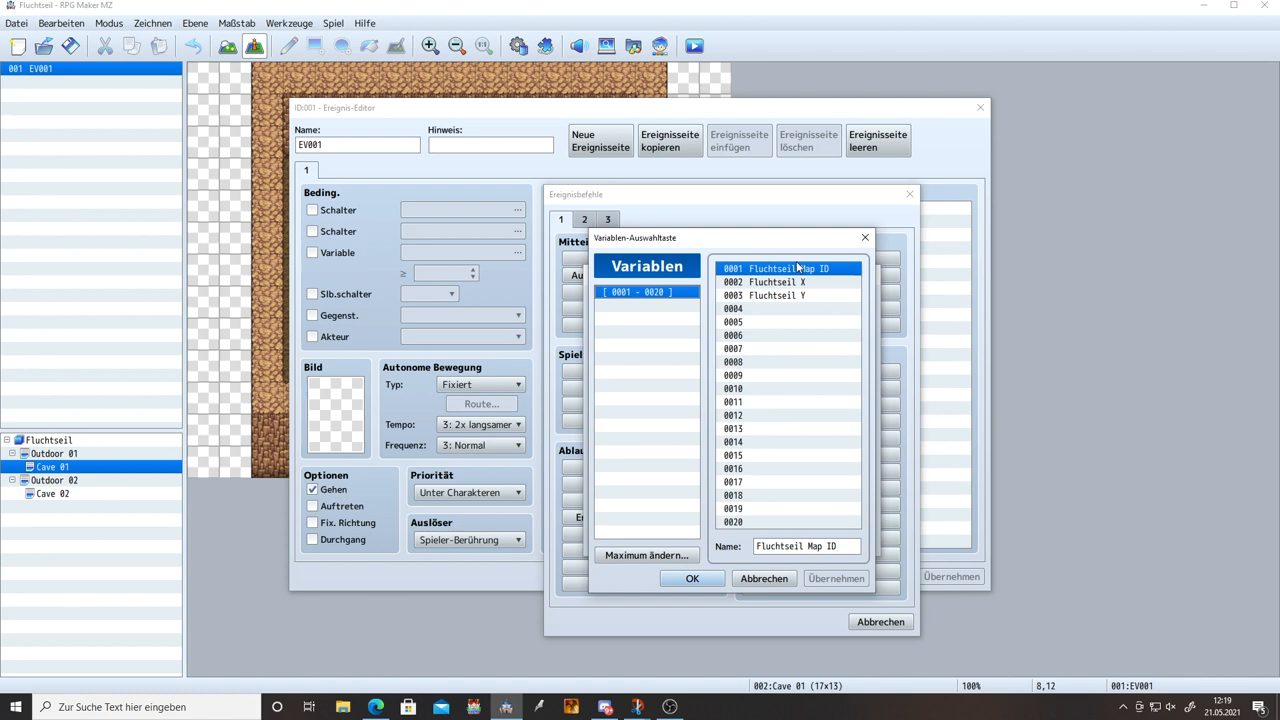 Fluchtseil - RPG Maker MZ
Datei Bearbeiten Modus Zeichnen Ebene Maßstab Werkzeuge Spiel Hilfe
001 EV001
ID:001 - Ereignis-Editor
Name:
Hinweis:
EV001
Neue Ereignisseite
Ereignisseite kopieren
Ereignisseite einfügen
Ereignisseite löschen
Ereignisseite leeren
1
Beding.
Schalter
Schalter
Variable
≥
Slb.schalter
Gegenst.
Akteur
Bild
Autonome Bewegung
Typ: Fixiert
Route...
Tempo: 3: 2x langsamer
Frequenz: 3: Normal
Optionen
Gehen
Auftreten
Fix. Richtung
Durchgang
Priorität
Unter Charakteren
Auslöser
Spieler-Berührung
Übernehmen
Ereignisbefehle
1 2 3
Abbrechen
Variablen-Auswahltaste
Variablen
[ 0001 - 0020 ]
Maximum ändern...
0001 Fluchtseil Map ID
0002 Fluchtseil X
0003 Fluchtseil Y
0004
0005
0006
0007
0008
0009
0010
0011
0012
0013
0014
0015
0016
0017
0018
0019
0020
Name: Fluchtseil Map ID
OK Abbrechen Übernehmen
Fluchtseil
Outdoor 01
Cave 01
Outdoor 02
Cave 02
002:Cave 01 (17x13) 100% 8,12 001:EV001
Zur Suche Text hier eingeben
12:19
21.05.2021